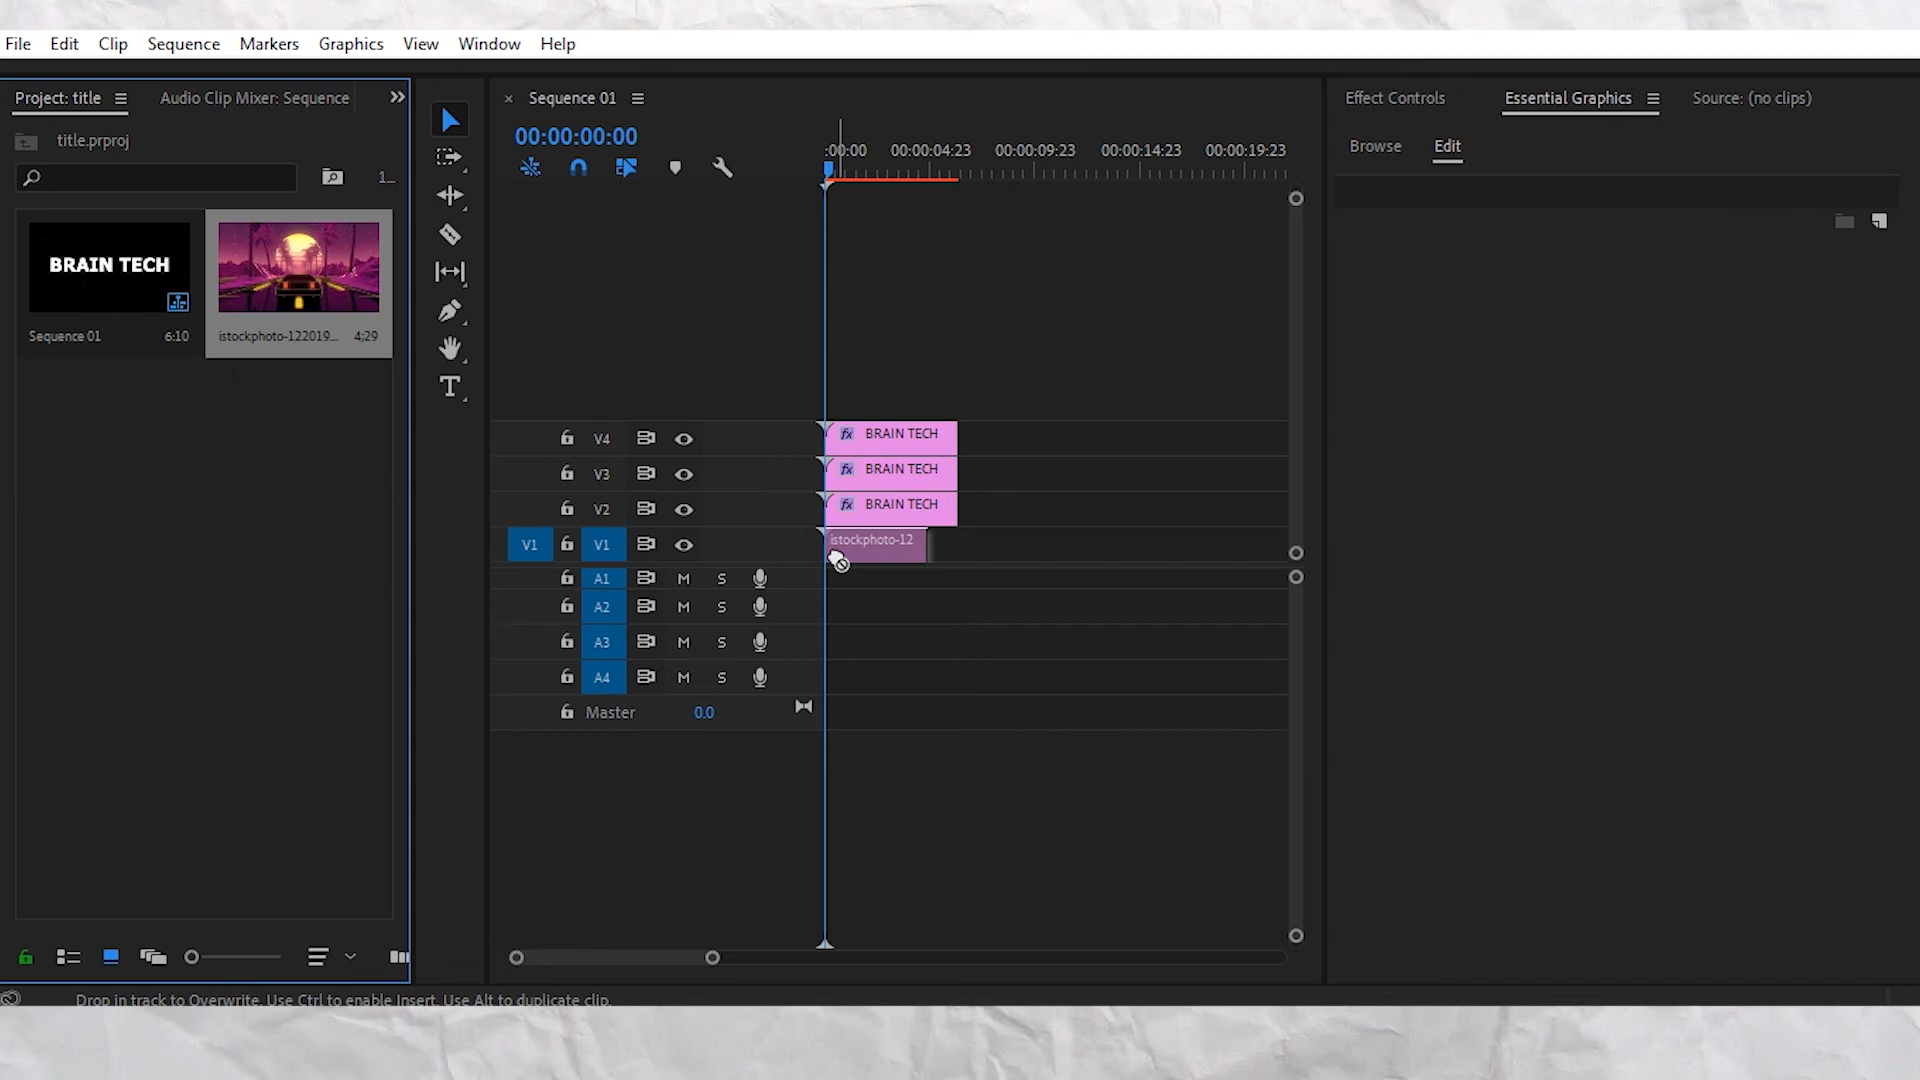 File Edit Clip Sequence Markers Graphics View Window Help
Project: title
Audio Clip Mixer: Sequence
title.prproj
1...
BRAIN TECH
Sequence 01 6:10
istockphoto-122019... 4;29
Sequence 01
00:00:00:00
:00:00 00:00:04:23 00:00:09:23 00:00:14:23 00:00:19:23
V4 fx BRAIN TECH
V3 fx BRAIN TECH
V2 fx BRAIN TECH
V1 V1 istockphoto-12
A1 M S
A2 M S
A3 M S
A4 M S
Master 0.0
Effect Controls Essential Graphics Source: (no clips)
Browse Edit
Drop in track to Overwrite. Use Ctrl to enable Insert. Use Alt to duplicate clip.